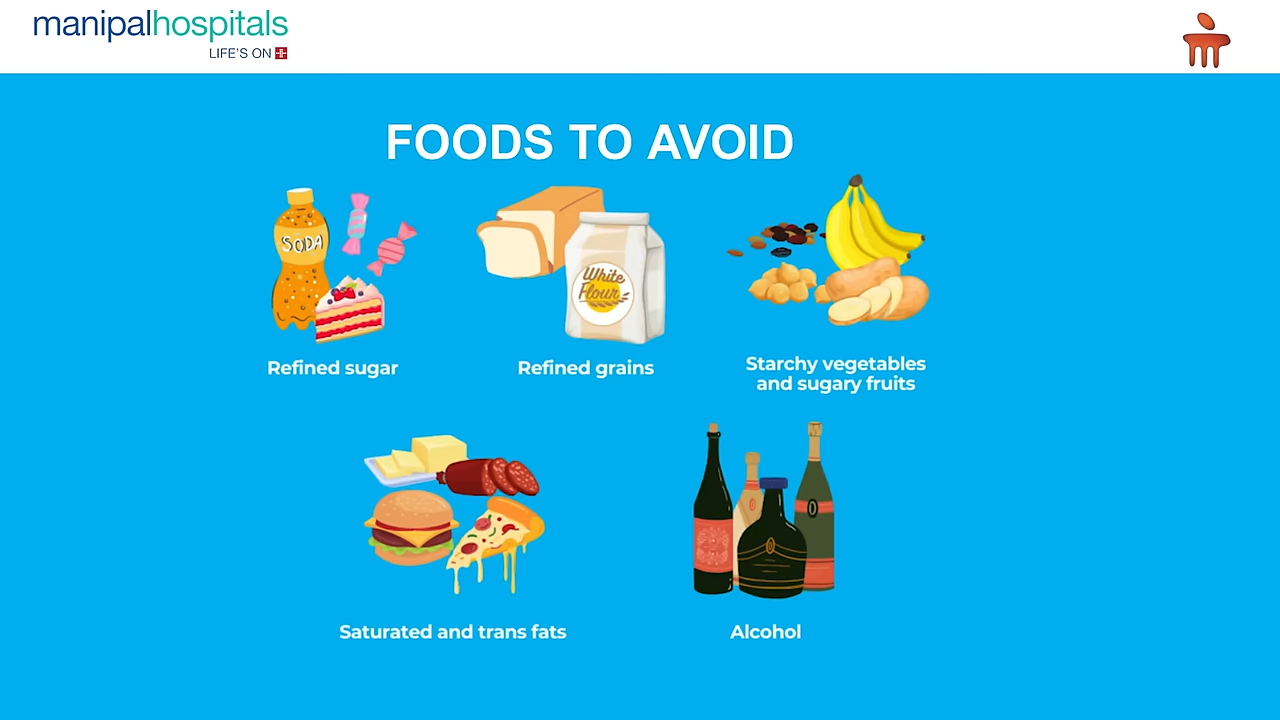 manipalhospitals
LIFE'S ON
FOODS TO AVOID
SODA
White
Flour
Refined sugar
Refined grains
Starchy vegetables
and sugary fruits
Saturated and trans fats
Alcohol